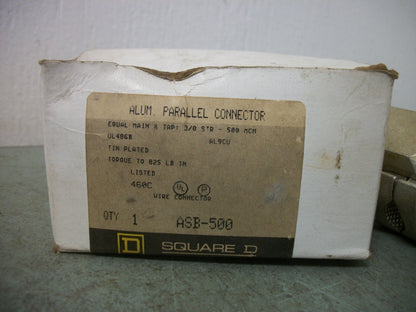 ALUM. PARALLEL CONNECTOR
EQUAL MAIN & TAP: 3/0 STR - 500 MCM
UL486B AL9CU
TIN PLATED
TORQUE TO 825 LB IN
LISTED
460C UL
WIRE CONNECTOR
QTY 1 ASB-500
D SQUARE D